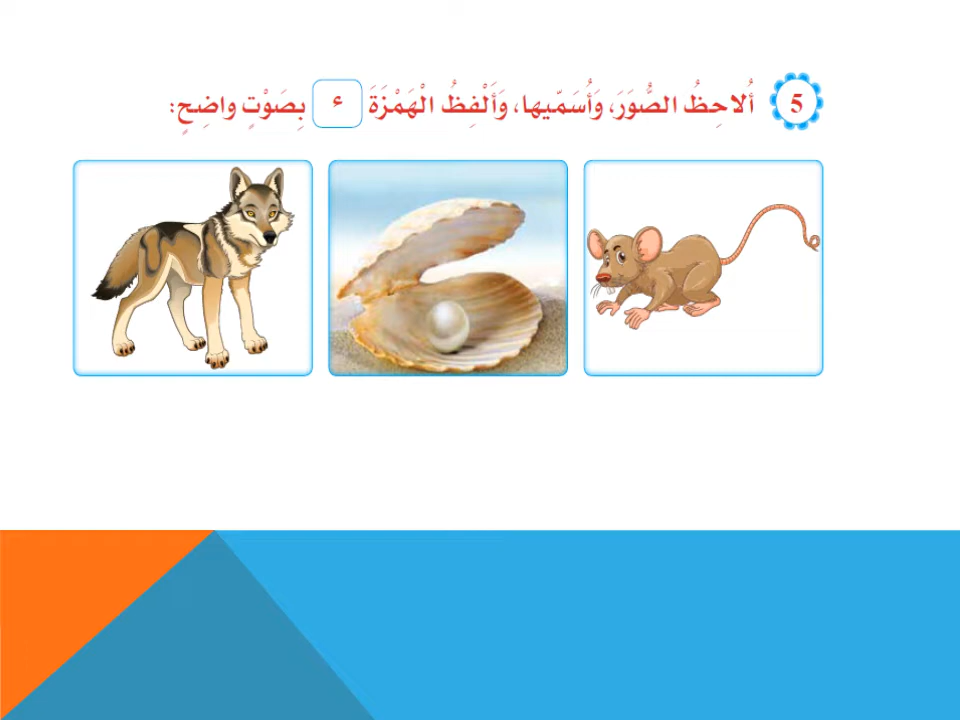 5 أُلاحِظُ الصُّوَرَ، وَأُسَمّيها، وَأَلْفِظُ الْهَمْزَةَ ء بِصَوْتٍ واضِحٍ: